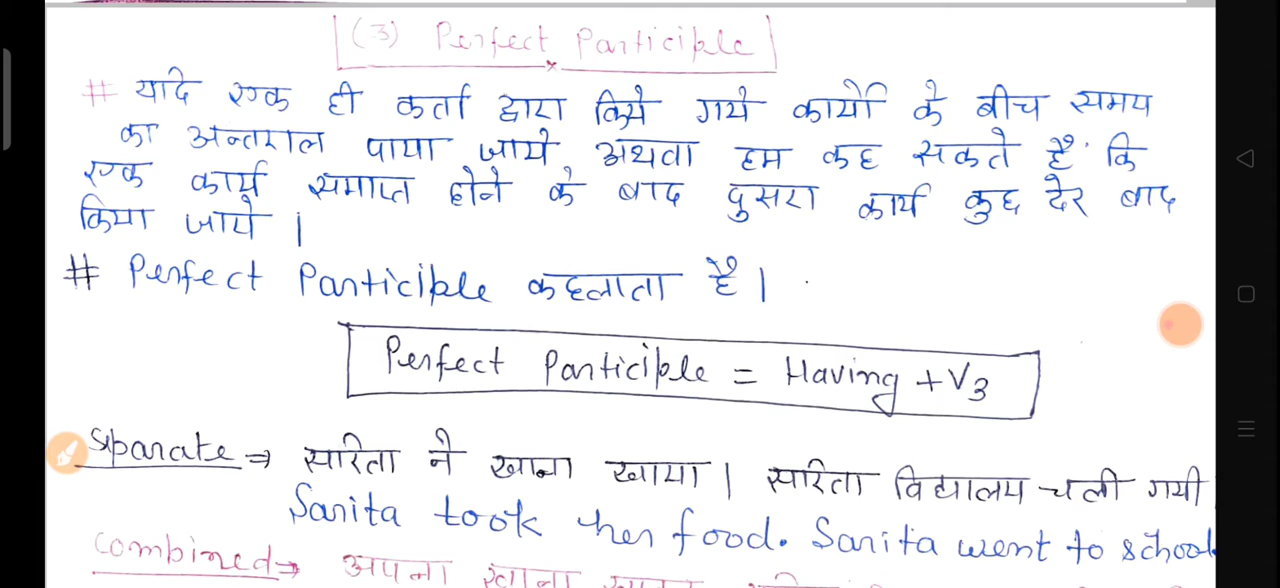 (3) Perfect Participle
# यदि एक ही कर्ता द्वारा किये गये कार्यो के बीच समय
का अन्तराल पाया जाये अथवा हम कह सकते है कि
एक कार्य समाप्त होने के बाद दुसरा कार्य कुछ देर बाद
किया जाये।
# Perfect Participle कहलाता है।
Perfect Participle = Having + V3
Separate ⇒ सारिता ने खाना खाया। सारिता विद्यालय चली गयी
Sarita took her food. Sarita went to school
Combined → अपना खाना